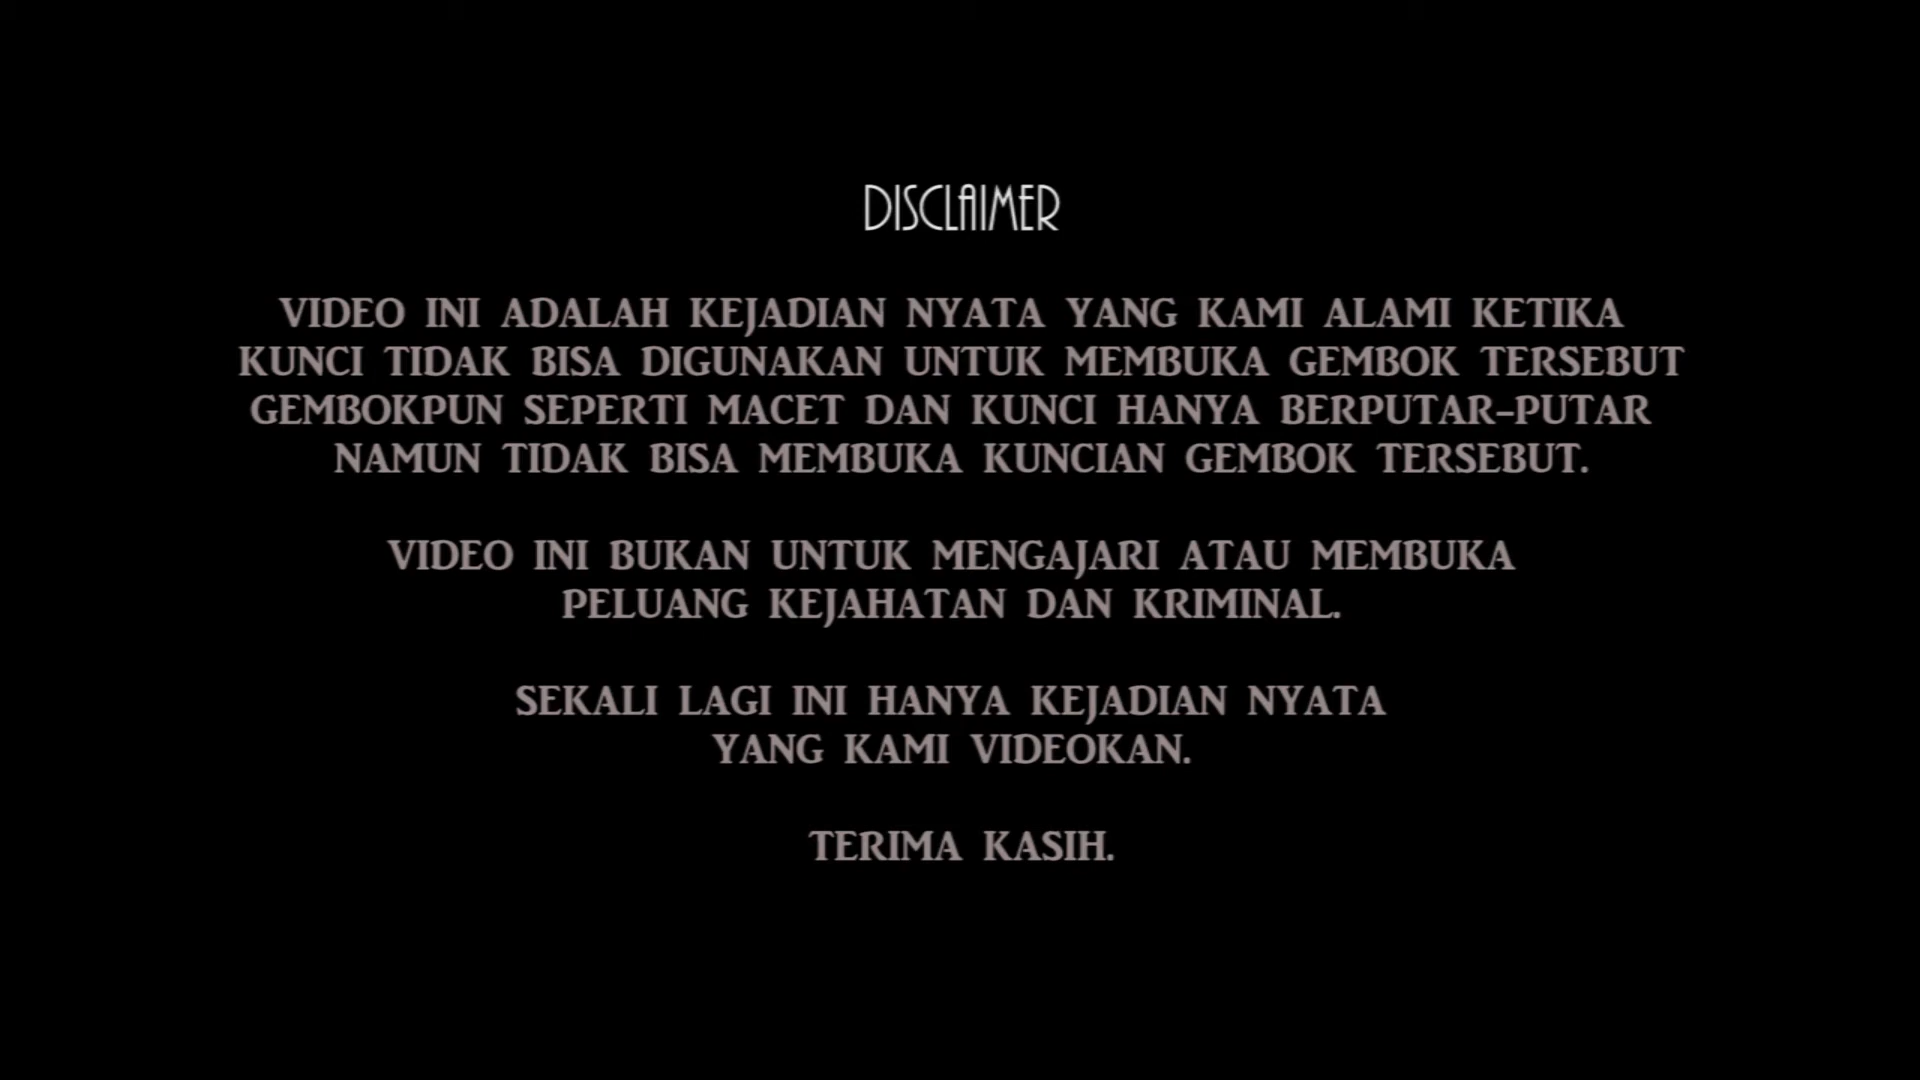 DISCLAIMER
VIDEO INI ADALAH KEJADIAN NYATA YANG KAMI ALAMI KETIKA
KUNCI TIDAK BISA DIGUNAKAN UNTUK MEMBUKA GEMBOK TERSEBUT
GEMBOKPUN SEPERTI MACET DAN KUNCI HANYA BERPUTAR-PUTAR
NAMUN TIDAK BISA MEMBUKA KUNCIAN GEMBOK TERSEBUT.
VIDEO INI BUKAN UNTUK MENGAJARI ATAU MEMBUKA
PELUANG KEJAHATAN DAN KRIMINAL.
SEKALI LAGI INI HANYA KEJADIAN NYATA
YANG KAMI VIDEOKAN.
TERIMA KASIH.